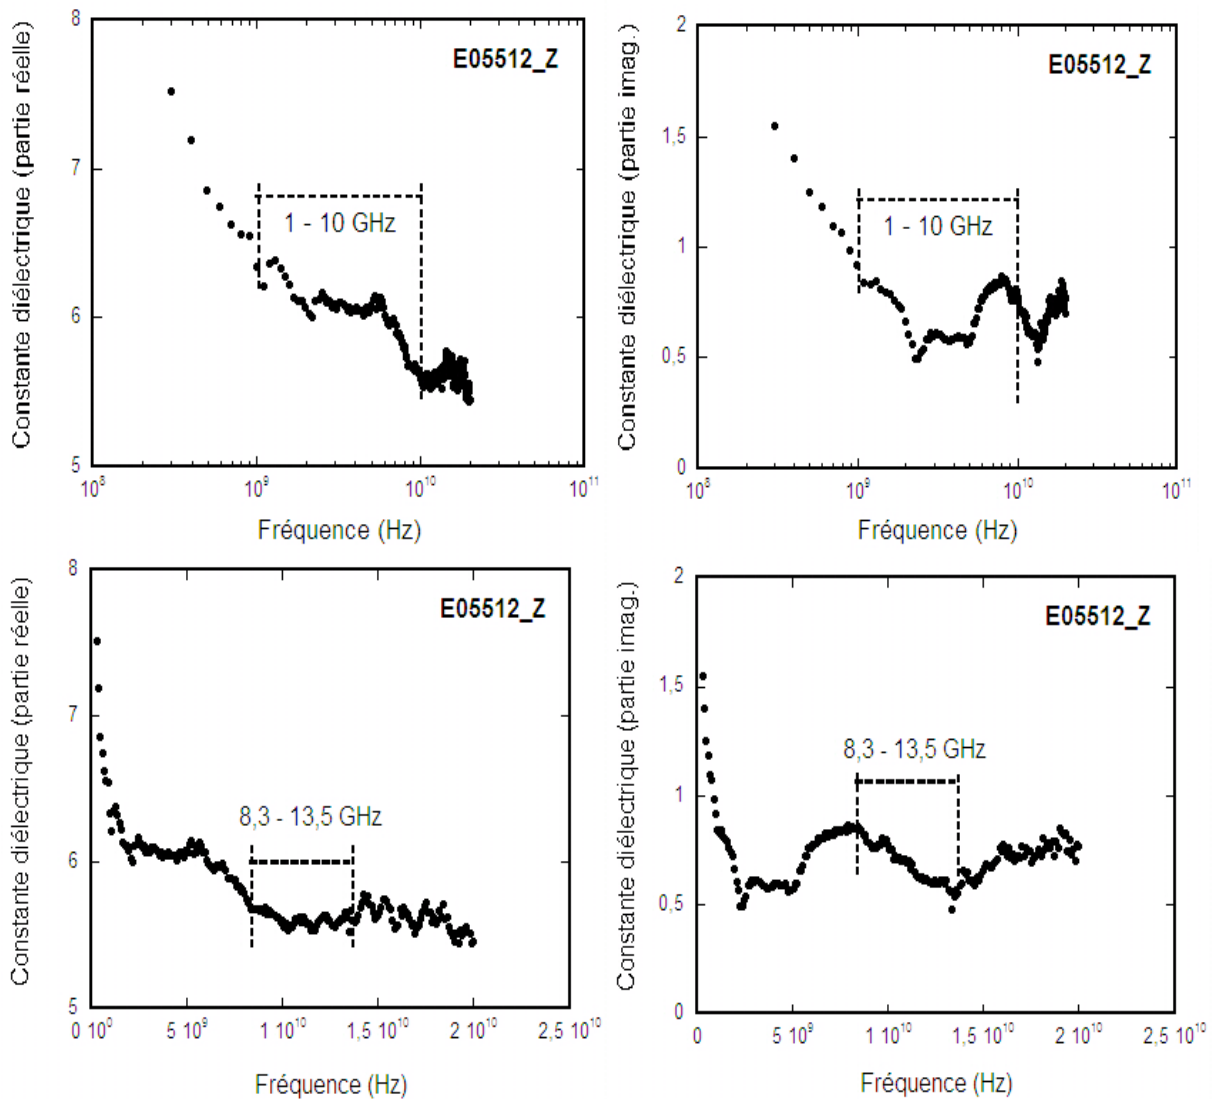 Constante diélectrique (partie réelle)
8
7
6
5
E05512_Z
1 - 10 GHz
10⁸
10⁹
10¹⁰
10¹¹
Fréquence (Hz)
Constante diélectrique (partie imag.)
2
1,5
1
0,5
0
E05512_Z
1 - 10 GHz
10⁸
10⁹
10¹⁰
10¹¹
Fréquence (Hz)
Constante diélectrique (partie réelle)
8
7
6
5
E05512_Z
8,3 - 13,5 GHz
0 10⁰
5 10⁹
1 10¹⁰
1,5 10¹⁰
2 10¹⁰
2,5 10¹⁰
Fréquence (Hz)
Constante diélectrique (partie imag.)
2
1,5
1
0,5
0
E05512_Z
8,3 - 13,5 GHz
0
5 10⁹
1 10¹⁰
1,5 10¹⁰
2 10¹⁰
2,5 10¹⁰
Fréquence (Hz)